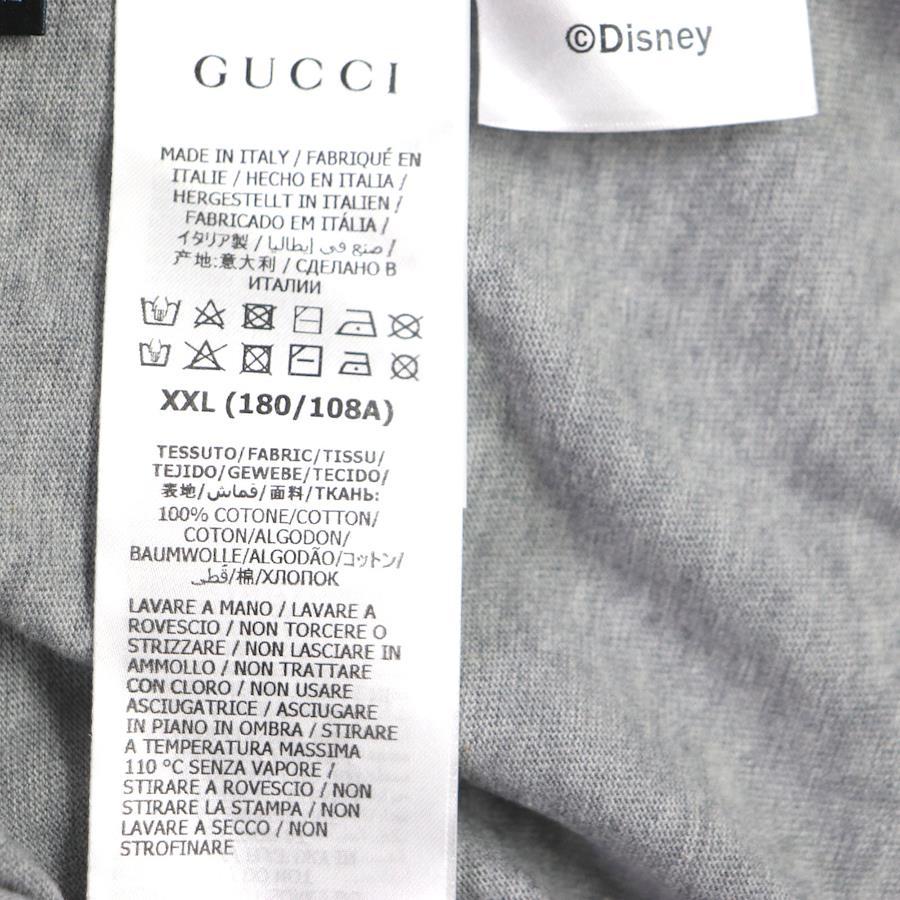 GUCCI
©Disney
MADE IN ITALY / FABRIQUÉ EN
ITALIE / HECHO EN ITALIA /
HERGESTELLT IN ITALIEN /
FABRICADO EM ITÁLIA /
イタリア製 / صنع في إيطاليا /
产地:意大利 / СДЕЛАНО В
ИТАЛИИ
XXL (180/108A)
TESSUTO/FABRIC/TISSU/
TEJIDO/GEWEBE/TECIDO/
表地/قماش/面料/ТКАНЬ:
100% COTONE/COTTON/
COTON/ALGODON/
BAUMWOLLE/ALGODÃO/コットン/
قطي/棉/ХЛОПОК
LAVARE A MANO / LAVARE A
ROVESCIO / NON TORCERE O
STRIZZARE / NON LASCIARE IN
AMMOLLO / NON TRATTARE
CON CLORO / NON USARE
ASCIUGATRICE / ASCIUGARE
IN PIANO IN OMBRA / STIRARE
A TEMPERATURA MASSIMA
110 °C SENZA VAPORE /
STIRARE A ROVESCIO / NON
STIRARE LA STAMPA / NON
LAVARE A SECCO / NON
STROFINARE